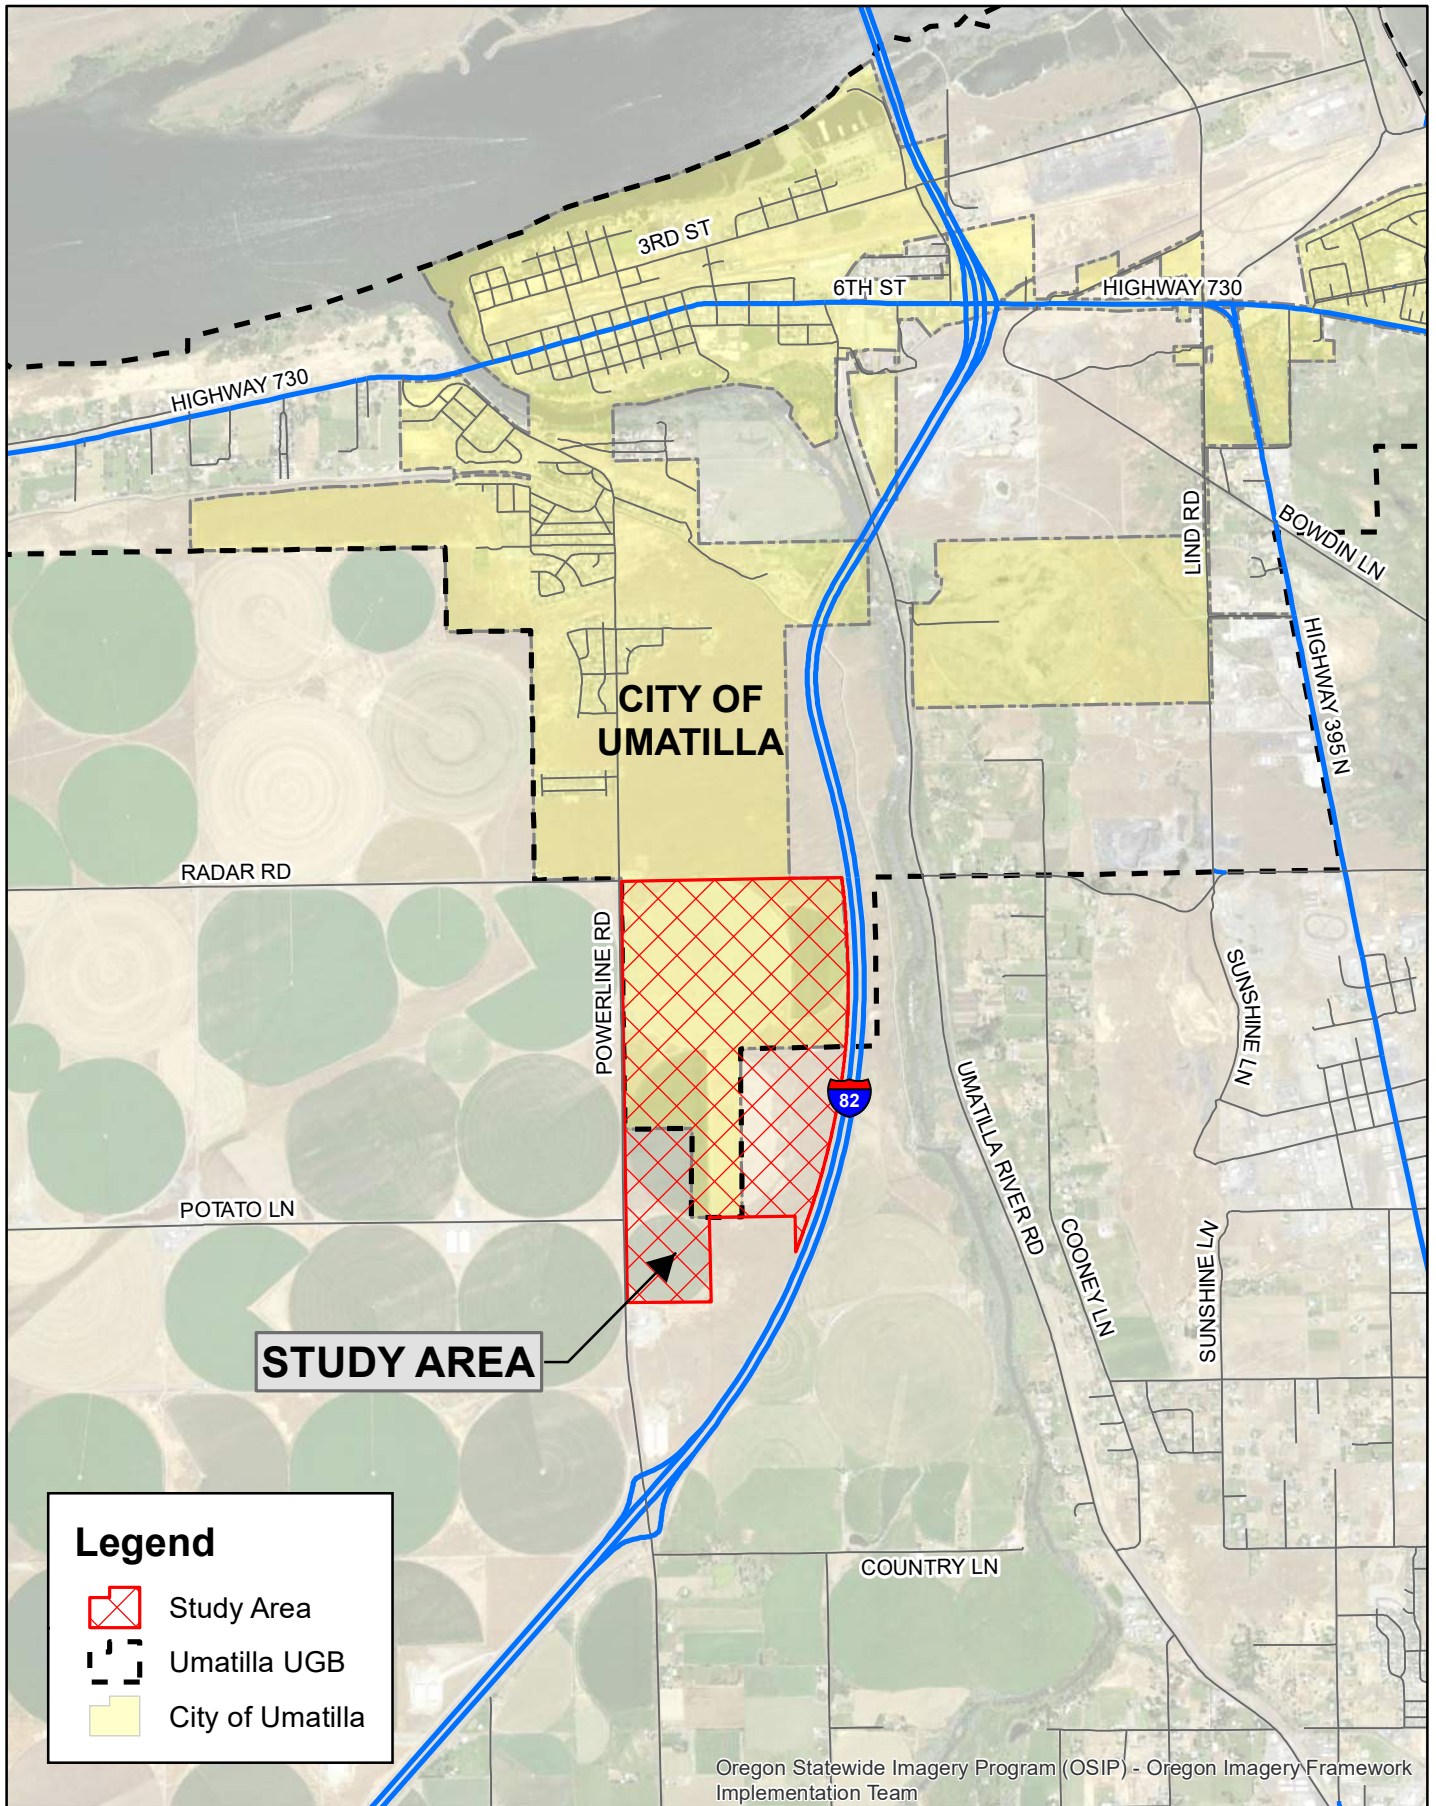 3RD ST
6TH ST
HIGHWAY 730
HIGHWAY 730
LIND RD
BOWDIN LN
HIGHWAY 395 N
CITY OF
UMATILLA
RADAR RD
POWERLINE RD
SUNSHINE LN
82
UMATILLA RIVER RD
POTATO LN
COONEY LN
SUNSHINE LN
STUDY AREA
COUNTRY LN
Legend
Study Area
Umatilla UGB
City of Umatilla
Oregon Statewide Imagery Program (OSIP) - Oregon Imagery Framework
Implementation Team